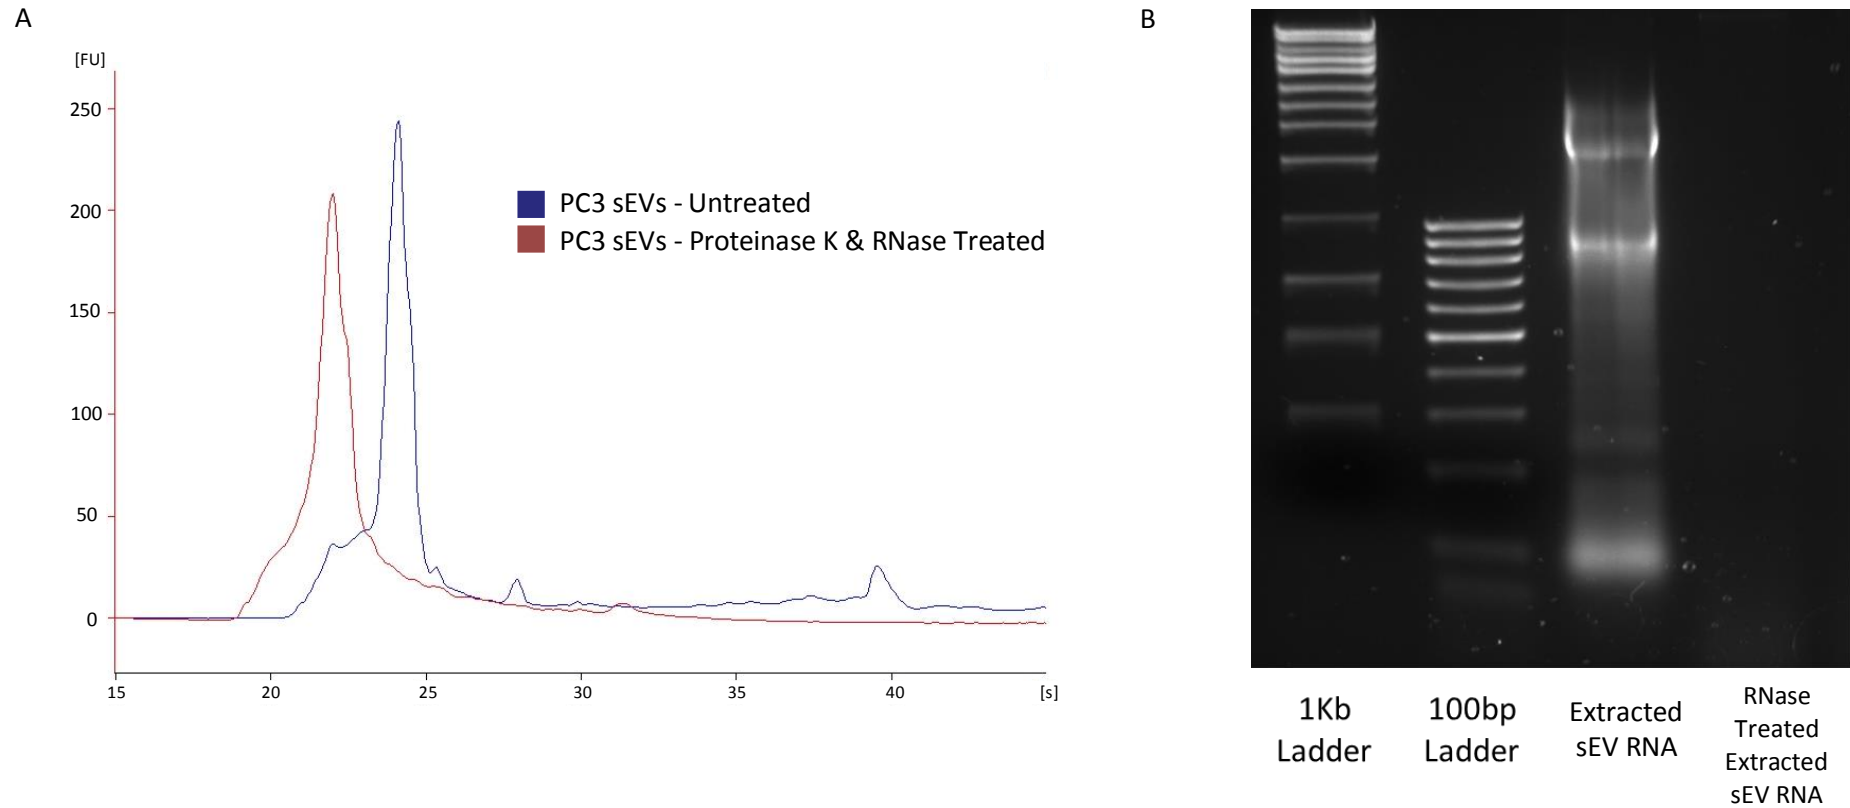 A
B
[FU]
250
200
150
100
50
0
PC3 sEVs - Untreated
PC3 sEVs - Proteinase K & RNase Treated
15
20
25
30
35
40
[s]
1Kb
Ladder
100bp
Ladder
Extracted
sEV RNA
RNase
Treated
Extracted
sEV RNA